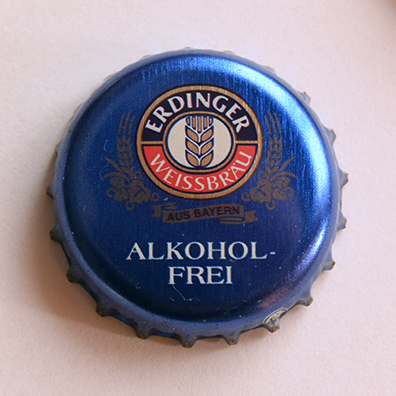 ERDINGER
WEISSBRÄU
AUS BAYERN
ALKOHOL-
FREI